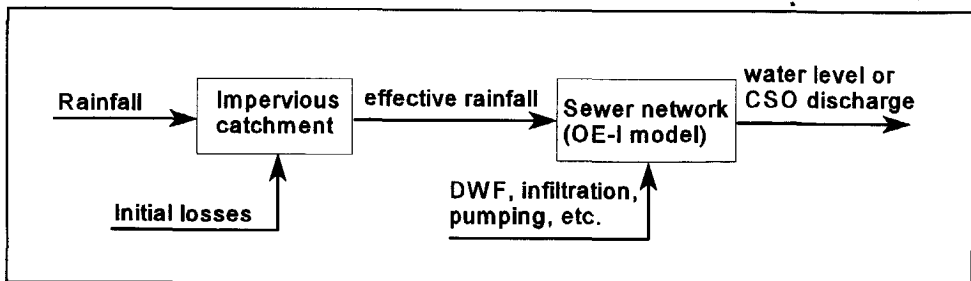 Rainfall
Impervious
catchment
effective rainfall
Sewer network
(OE-I model)
water level or
CSO discharge
Initial losses
DWF, infiltration,
pumping, etc.